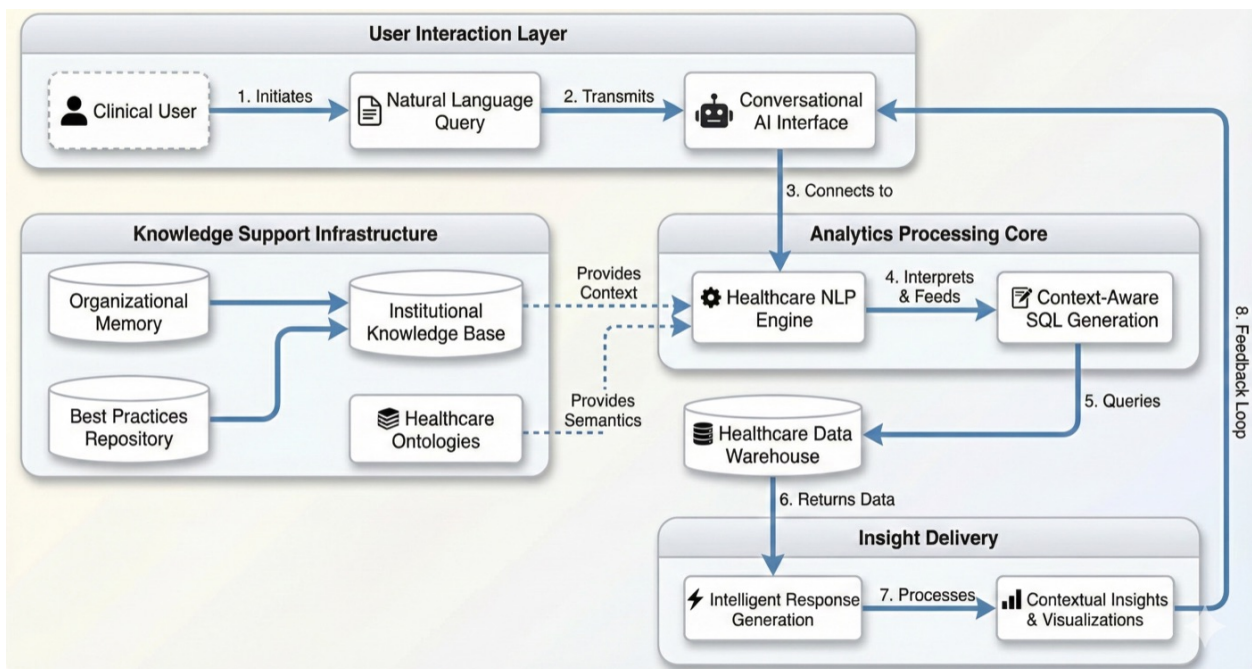 User Interaction Layer
Clinical User
1. Initiates
Natural Language
Query
2. Transmits
Conversational
AI Interface
3. Connects to
Knowledge Support Infrastructure
Organizational
Memory
Best Practices
Repository
Institutional
Knowledge Base
Healthcare
Ontologies
Provides
Context
Provides
Semantics
Analytics Processing Core
Healthcare NLP
Engine
4. Interprets
& Feeds
Context-Aware
SQL Generation
5. Queries
Healthcare Data
Warehouse
6. Returns Data
Insight Delivery
Intelligent Response
Generation
7. Processes
Contextual Insights
& Visualizations
8. Feedback Loop